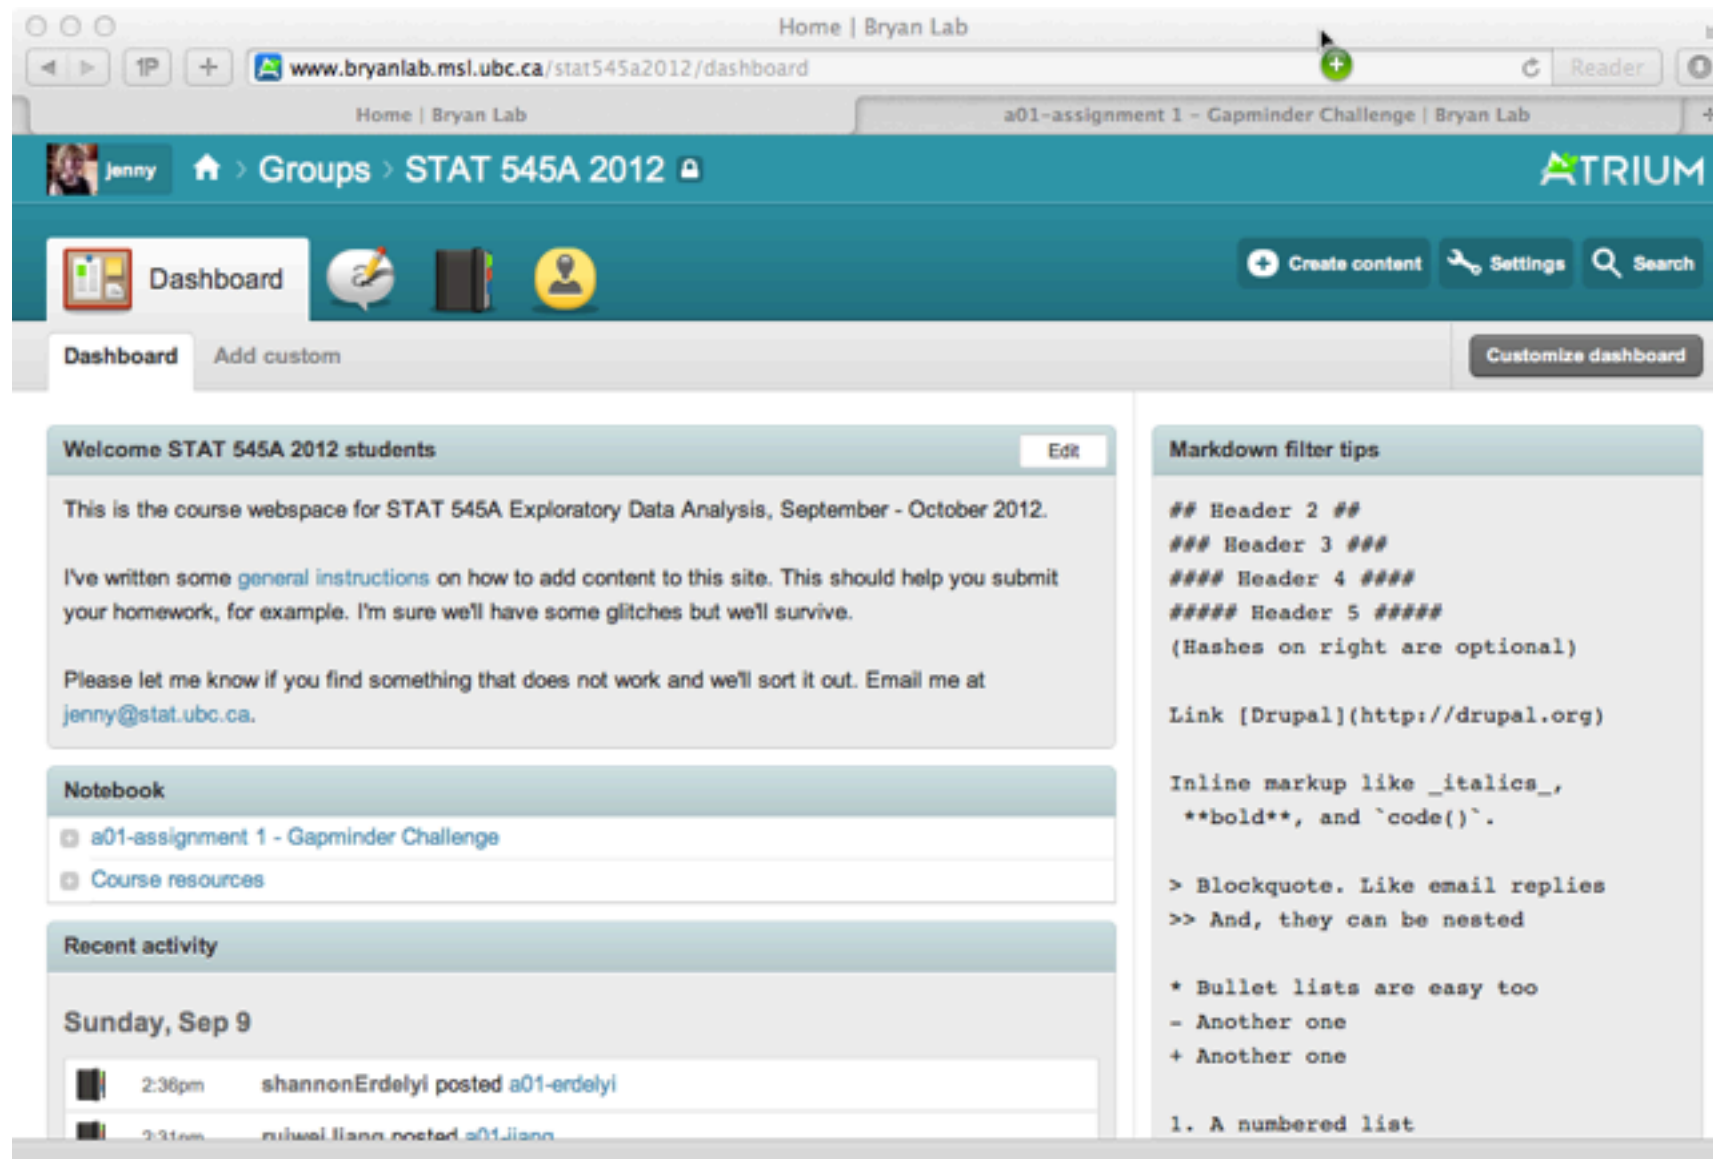 Home | Bryan Lab
1P
+
www.bryanlab.msl.ubc.ca/stat545a2012/dashboard
Reader
Home | Bryan Lab
a01-assignment 1 - Gapminder Challenge | Bryan Lab
jenny
> Groups > STAT 545A 2012
ATRIUM
Dashboard
Create content
Settings
Search
Dashboard
Add custom
Customize dashboard
Welcome STAT 545A 2012 students
Edit
This is the course webspace for STAT 545A Exploratory Data Analysis, September - October 2012.
I've written some general instructions on how to add content to this site. This should help you submit
your homework, for example. I'm sure we'll have some glitches but we'll survive.
Please let me know if you find something that does not work and we'll sort it out. Email me at
jenny@stat.ubc.ca.
Notebook
a01-assignment 1 - Gapminder Challenge
Course resources
Recent activity
Sunday, Sep 9
2:36pm shannonErdelyi posted a01-erdelyi
2:31pm ruiwei.Jiang posted a01-jiang
Markdown filter tips
## Header 2 ##
### Header 3 ###
#### Header 4 ####
##### Header 5 #####
(Hashes on right are optional)
Link [Drupal](http://drupal.org)
Inline markup like _italics_,
**bold**, and `code()`.
> Blockquote. Like email replies
>> And, they can be nested
* Bullet lists are easy too
- Another one
+ Another one
1. A numbered list